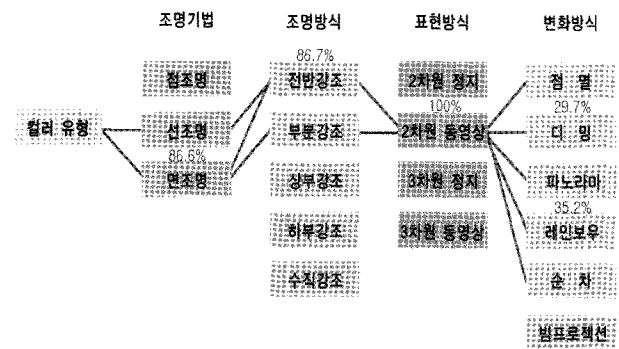 조명기법 조명방식 표현방식 변화방식
86.7%
점조명 전반강조 2차원 정지 점 멸
100% 29.7%
컬러 유형 선조명 부분강조 2차원 동영상 디 밍
86.6%
면조명 상부강조 3차원 정지 파노라마
35.2%
하부강조 3차원 동영상 레인보우
수직강조 순 차
빔프로젝션